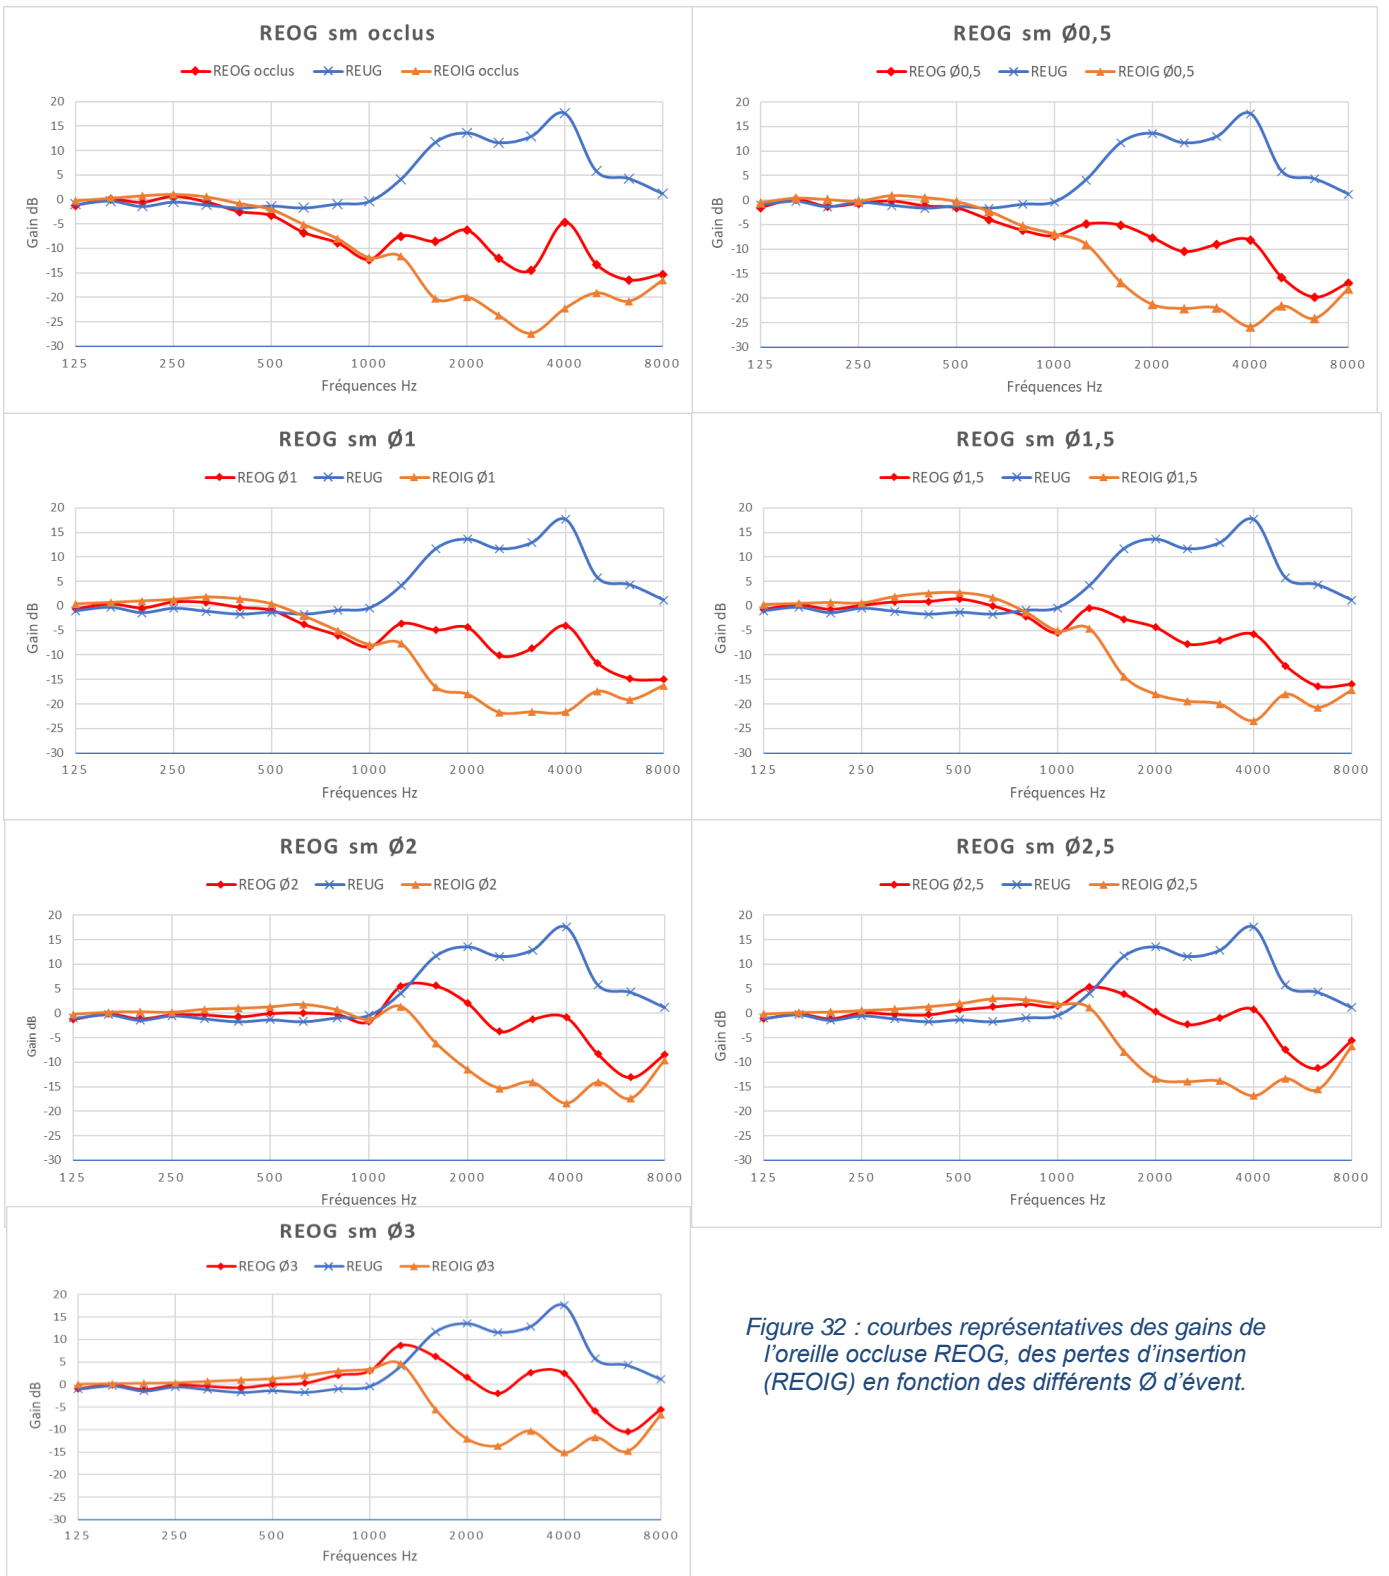 REOG sm occlus
REOG occlus REUG REOIG occlus
20
15
10
5
0
-5
-10
-15
-20
-25
-30
Gain dB
125 250 500 1000 2000 4000 8000
Fréquences Hz
REOG sm Ø0,5
REOG Ø0,5 REUG REOIG Ø0,5
20
15
10
5
0
-5
-10
-15
-20
-25
-30
Gain dB
125 250 500 1000 2000 4000 8000
Fréquences Hz
REOG sm Ø1
REOG Ø1 REUG REOIG Ø1
20
15
10
5
0
-5
-10
-15
-20
-25
-30
Gain dB
125 250 500 1000 2000 4000 8000
Fréquences Hz
REOG sm Ø1,5
REOG Ø1,5 REUG REOIG Ø1,5
20
15
10
5
0
-5
-10
-15
-20
-25
-30
Gain dB
125 250 500 1000 2000 4000 8000
Fréquences Hz
REOG sm Ø2
REOG Ø2 REUG REOIG Ø2
20
15
10
5
0
-5
-10
-15
-20
-25
-30
Gain dB
125 250 500 1000 2000 4000 8000
Fréquences Hz
REOG sm Ø2,5
REOG Ø2,5 REUG REOIG Ø2,5
20
15
10
5
0
-5
-10
-15
-20
-25
-30
Gain dB
125 250 500 1000 2000 4000 8000
Fréquences Hz
REOG sm Ø3
REOG Ø3 REUG REOIG Ø3
20
15
10
5
0
-5
-10
-15
-20
-25
-30
Gain dB
125 250 500 1000 2000 4000 8000
Fréquences Hz
Figure 32 : courbes représentatives des gains de
l'oreille occluse REOG, des pertes d'insertion
(REOIG) en fonction des différents Ø d'évent.